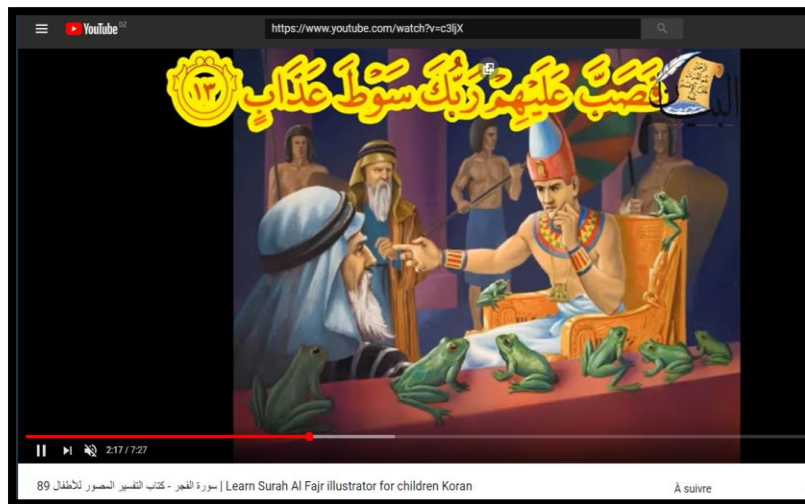 YouTube DZ
https://www.youtube.com/watch?v=c3ljX
فَصَبَّ عَلَيْهِمْ رَبُّكَ سَوْطَ عَذَابٍ ١٣
2:17 / 7:27
سورة الفجر - كتاب التفسير المصور للأطفال 89 | Learn Surah Al Fajr illustrator for children Koran
À suivre